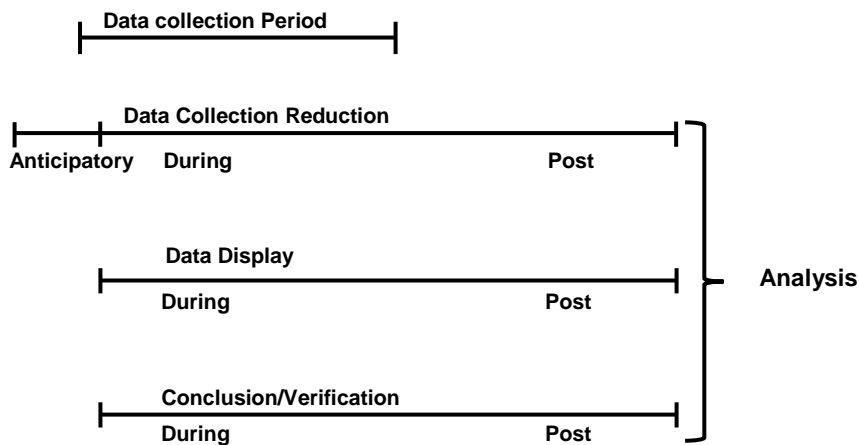 Data collection Period
Data Collection Reduction
Anticipatory During Post
Data Display
During Post
Analysis
Conclusion/Verification
During Post